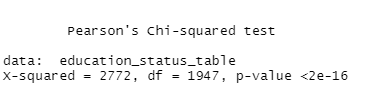 Pearson's Chi-squared test
data:  education_status_table
X-squared = 2772, df = 1947, p-value <2e-16